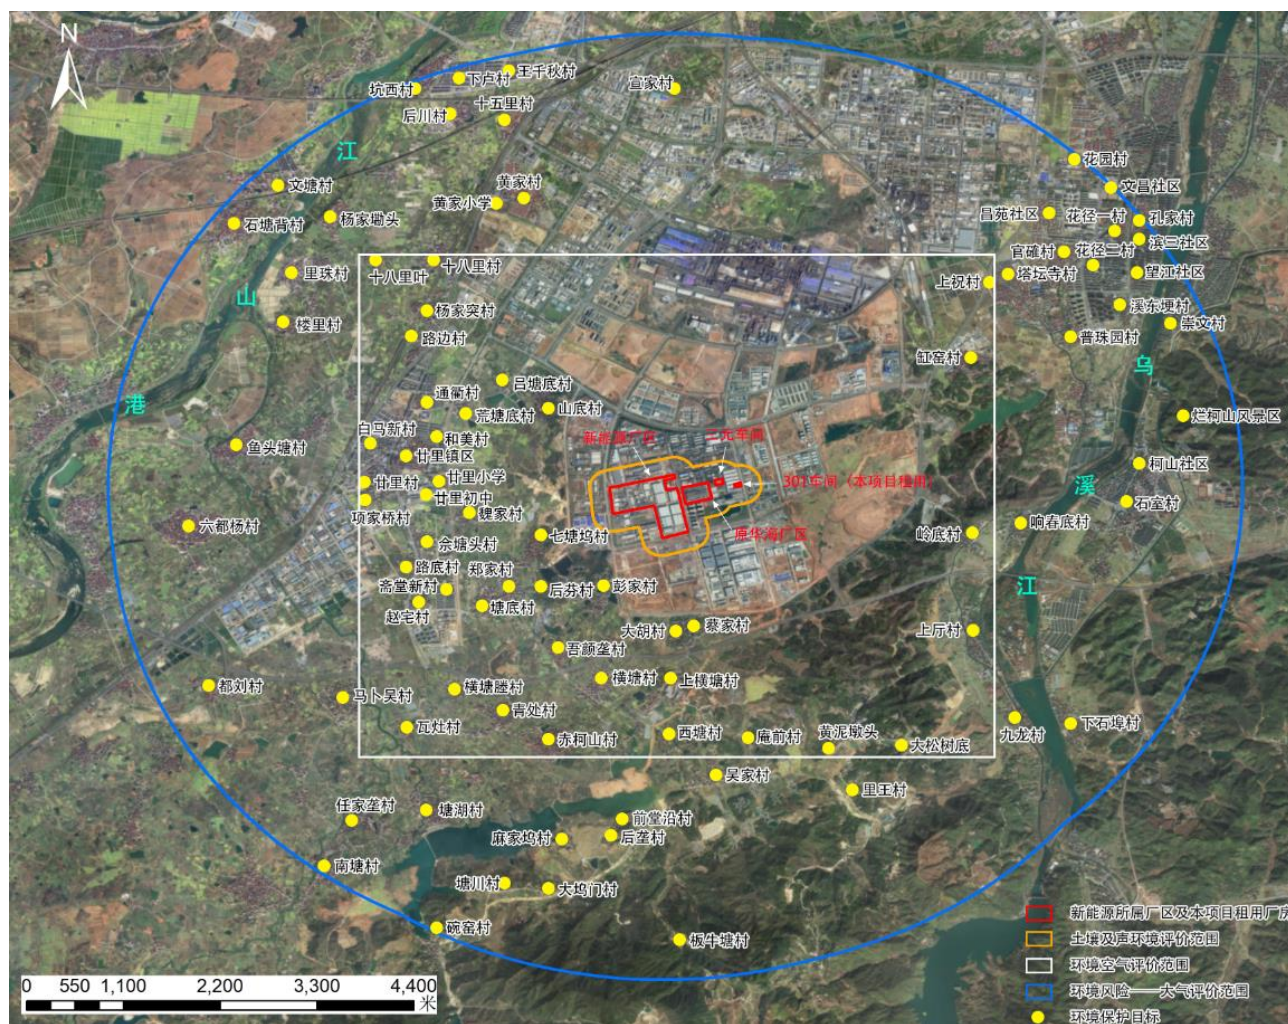 N
王千秋村
下卢村
坑西村
宣家村
后川村
十五里村
江
花园村
文塘村
文昌社区
黄家村
黄家小学
石塘背村
杨家墈头
昌苑社区
花径一村
孔家村
滨三社区
官碓村
花径二村
里珠村
十八里叶
十八里村
塔坛寺村
望江社区
上祝村
山
杨家突村
溪东埂村
楼里村
崇文村
路边村
普珠园村
缸窑村
乌
吕塘底村
港
通衢村
荒塘底村
山底村
烂柯山风景区
白马新村
和美村
新能源厂区
三元车间
鱼头塘村
廿里镇区
柯山社区
廿里村
廿里小学
301车间（本项目租用）
溪
廿里初中
石室村
项家桥村
魏家村
六都杨村
响春底村
七塘坞村
原华海厂区
岭底村
余塘头村
路底村
郑家村
斋堂新村
后芬村
彭家村
江
赵宅村
塘底村
大胡村
蔡家村
上厅村
吾颜垄村
横塘村
上横塘村
都刘村
马卜吴村
横塘塍村
青处村
瓦灶村
赤柯山村
西塘村
庵前村
黄泥墩头
大松树底
九龙村
下石埠村
吴家村
里王村
任家垄村
塘湖村
前堂沿村
麻家坞村
后垄村
南塘村
塘川村
大坞门村
碗窑村
板牛塘村
新能源所属厂区及本项目租用厂房
土壤及声环境评价范围
环境空气评价范围
环境风险——大气评价范围
环境保护目标
0 550 1,100 2,200 3,300 4,400
米